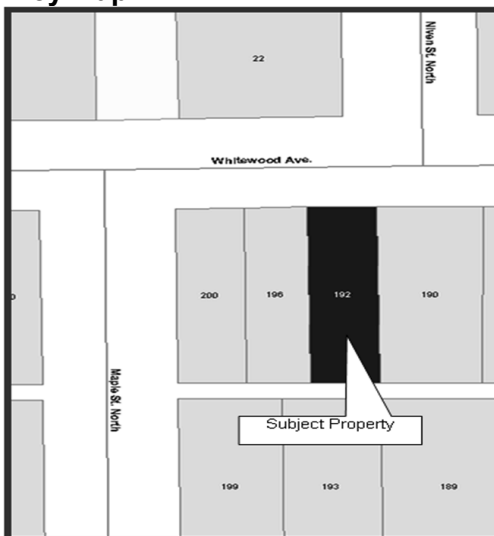 22
Niven St. North
Whitewood Ave.
200
196
192
190
Maple St. North
Subject Property
199
193
189